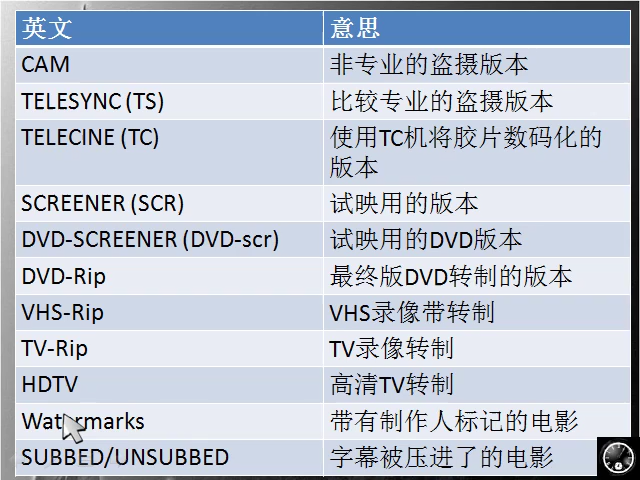 英文 意思
CAM 非专业的盗摄版本
TELESYNC (TS) 比较专业的盗摄版本
TELECINE (TC) 使用TC机将胶片数码化的
版本
SCREENER (SCR) 试映用的版本
DVD-SCREENER (DVD-scr) 试映用的DVD版本
DVD-Rip 最终版DVD转制的版本
VHS-Rip VHS录像带转制
TV-Rip TV录像转制
HDTV 高清TV转制
Watermarks 带有制作人标记的电影
SUBBED/UNSUBBED 字幕被压进了的电影